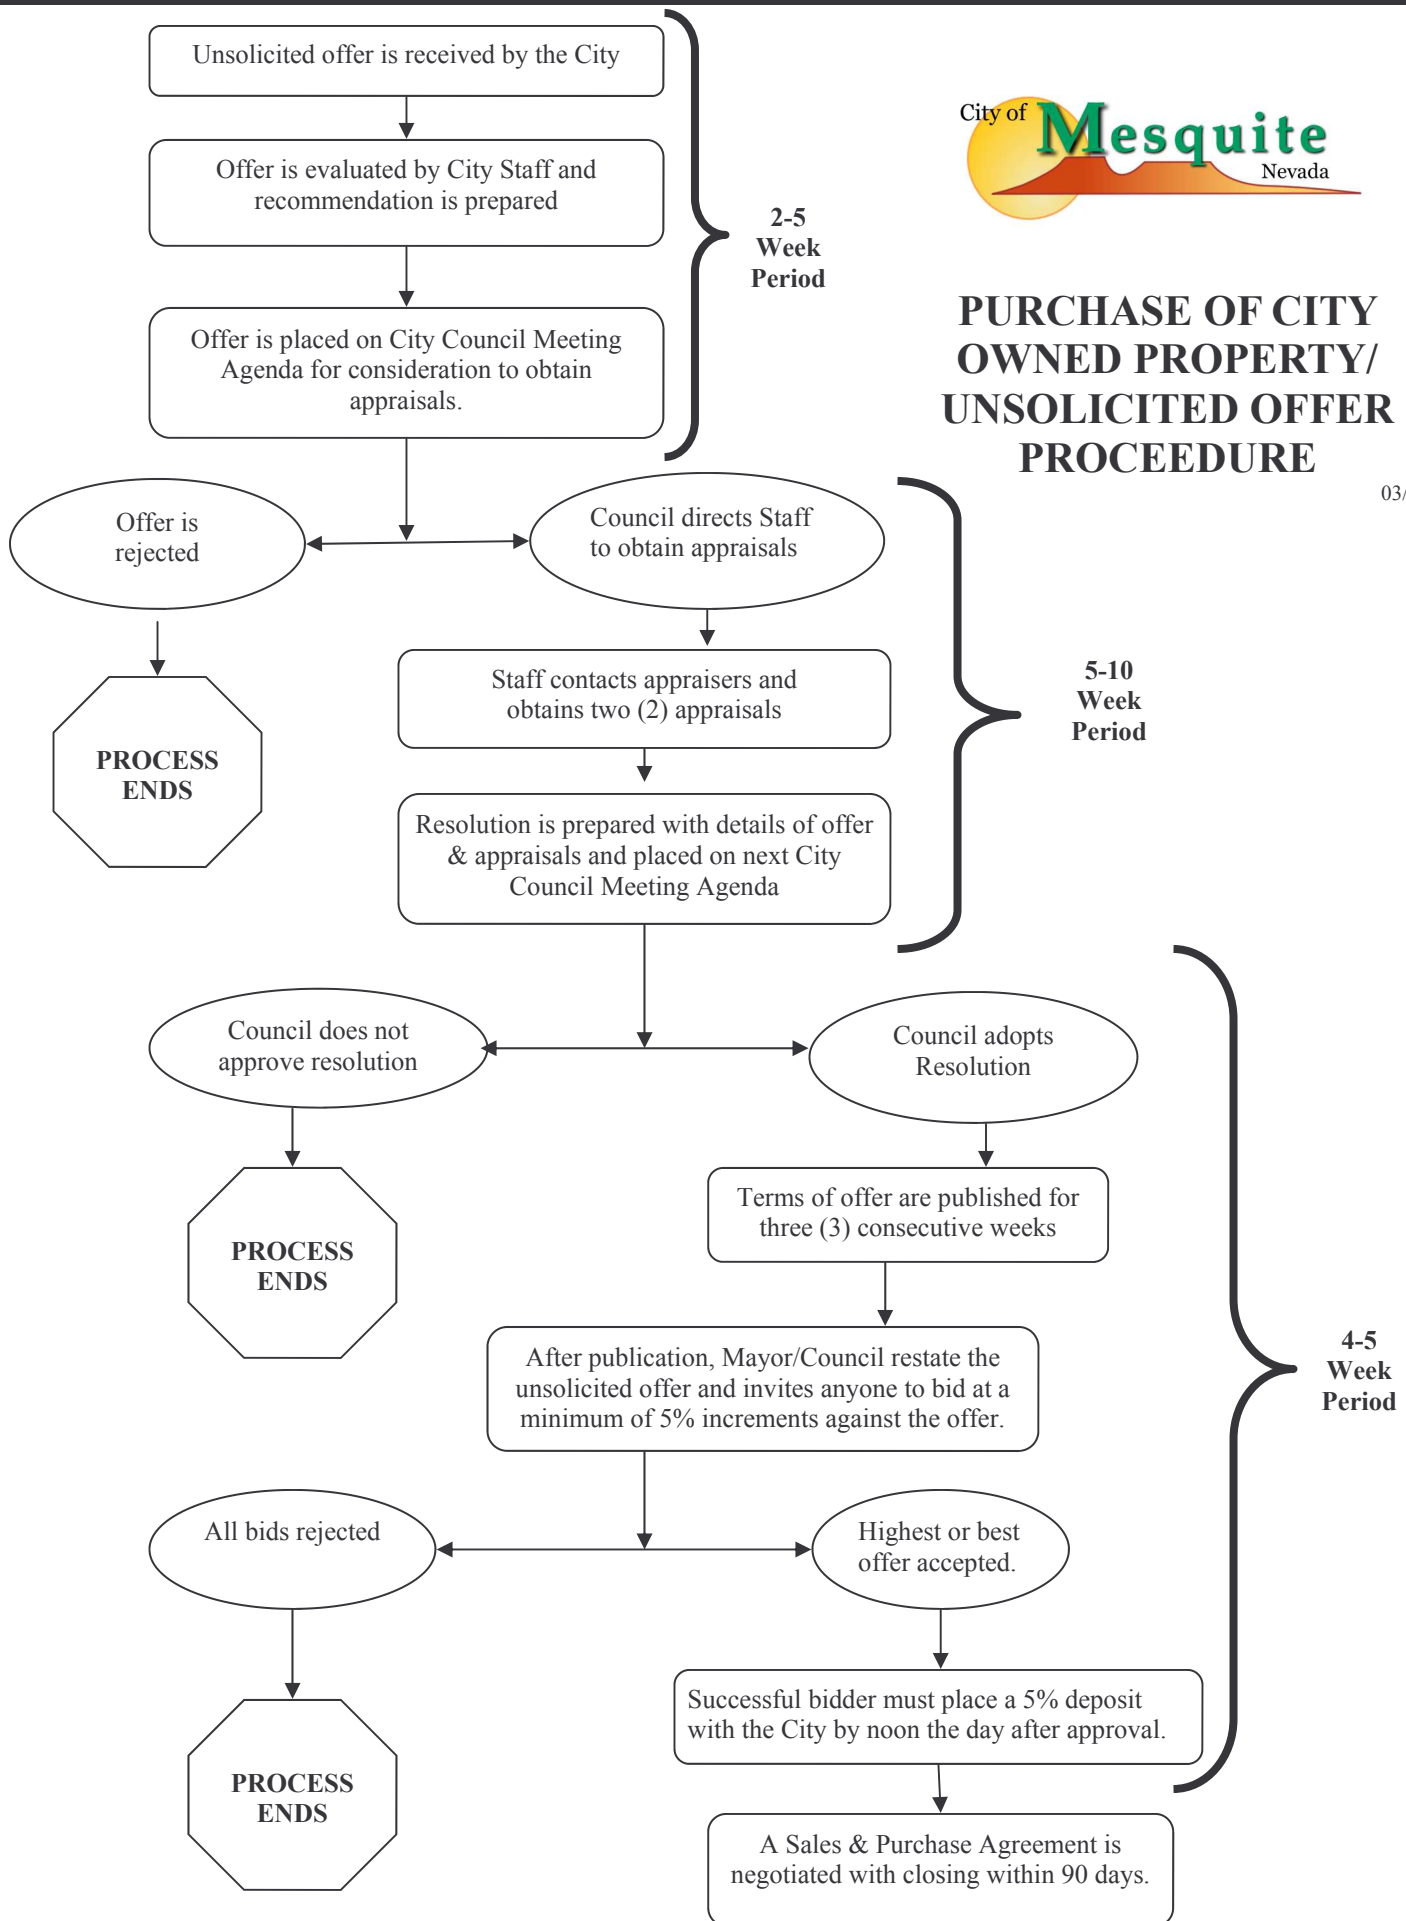 Unsolicited offer is received by the City
Offer is evaluated by City Staff and
recommendation is prepared
Offer is placed on City Council Meeting
Agenda for consideration to obtain
appraisals.
2-5
Week
Period
City of Mesquite
Nevada
PURCHASE OF CITY
OWNED PROPERTY/
UNSOLICITED OFFER
PROCEEDURE
03/
Offer is
rejected
Council directs Staff
to obtain appraisals
PROCESS
ENDS
Staff contacts appraisers and
obtains two (2) appraisals
Resolution is prepared with details of offer
& appraisals and placed on next City
Council Meeting Agenda
5-10
Week
Period
Council does not
approve resolution
Council adopts
Resolution
PROCESS
ENDS
Terms of offer are published for
three (3) consecutive weeks
After publication, Mayor/Council restate the
unsolicited offer and invites anyone to bid at a
minimum of 5% increments against the offer.
4-5
Week
Period
All bids rejected
Highest or best
offer accepted.
PROCESS
ENDS
Successful bidder must place a 5% deposit
with the City by noon the day after approval.
A Sales & Purchase Agreement is
negotiated with closing within 90 days.